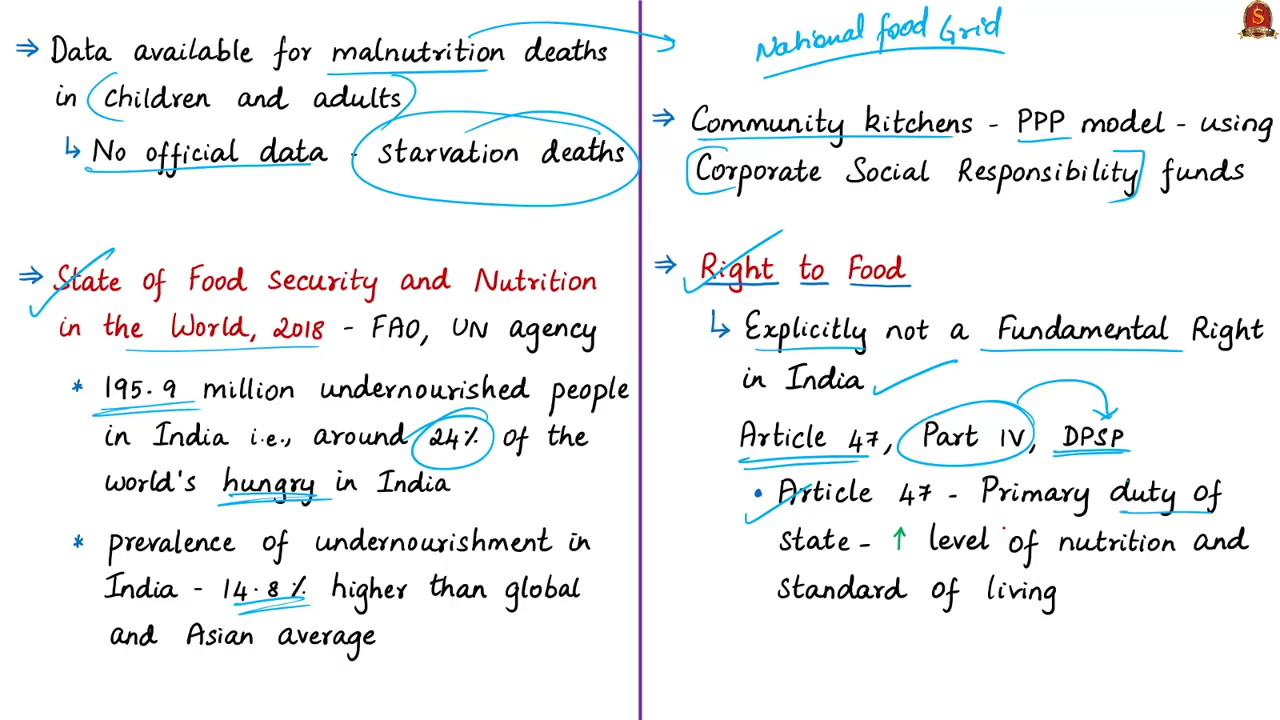 ⇒ Data available for malnutrition deaths
in children and adults
↳ No official data - starvation deaths
⇒ State of Food security and Nutrition
in the World, 2018 - FAO, UN agency
* 195.9 million undernourished people
in India i.e., around 24% of the
world's hungry in India
* prevalence of undernourishment in
India - 14.8% higher than global
and Asian average
National food Grid
⇒ Community kitchens - PPP model - using
Corporate Social Responsibility funds
⇒ Right to Food
↳ Explicitly not a Fundamental Right
in India
Article 47, Part IV, DPSP
• Article 47 - Primary duty of
state - ↑ level of nutrition and
standard of living
S